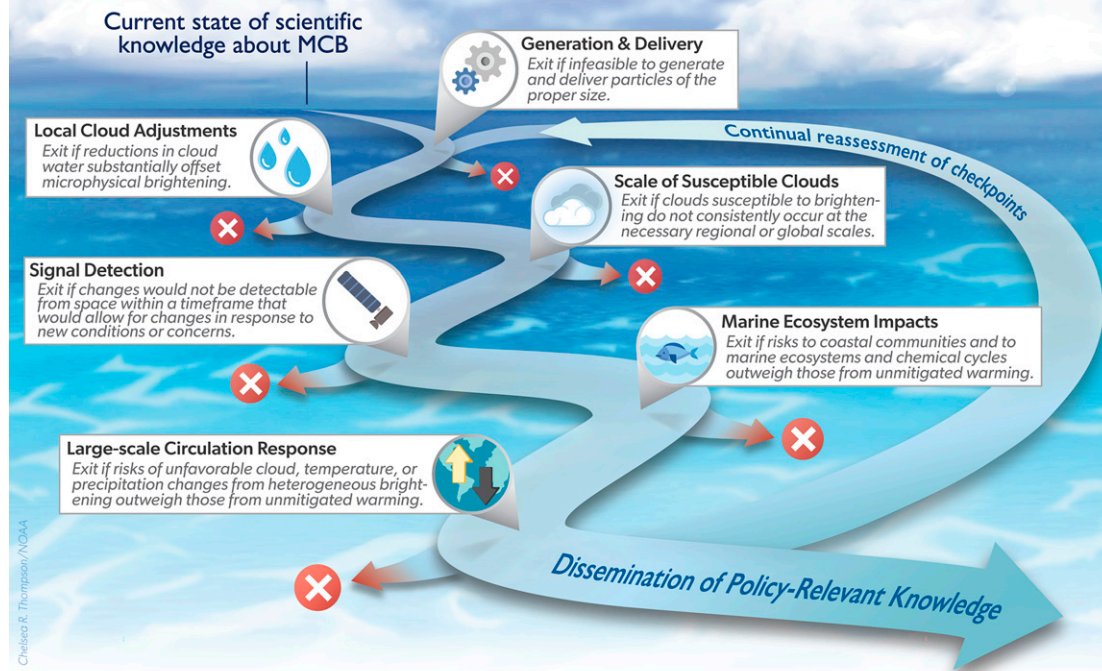 Current state of scientific
knowledge about MCB
Generation & Delivery
Exit if infeasible to generate
and deliver particles of the
proper size.
Continual reassessment of checkpoints
Local Cloud Adjustments
Exit if reductions in cloud
water substantially offset
microphysical brightening.
Scale of Susceptible Clouds
Exit if clouds susceptible to brighten-
ing do not consistently occur at the
necessary regional or global scales.
Signal Detection
Exit if changes would not be detectable
from space within a timeframe that
would allow for changes in response to
new conditions or concerns.
Marine Ecosystem Impacts
Exit if risks to coastal communities and to
marine ecosystems and chemical cycles
outweigh those from unmitigated warming.
Large-scale Circulation Response
Exit if risks of unfavorable cloud, temperature, or
precipitation changes from heterogeneous bright-
ening outweigh those from unmitigated warming.
Dissemination of Policy-Relevant Knowledge
Chelsea R. Thompson/NOAA